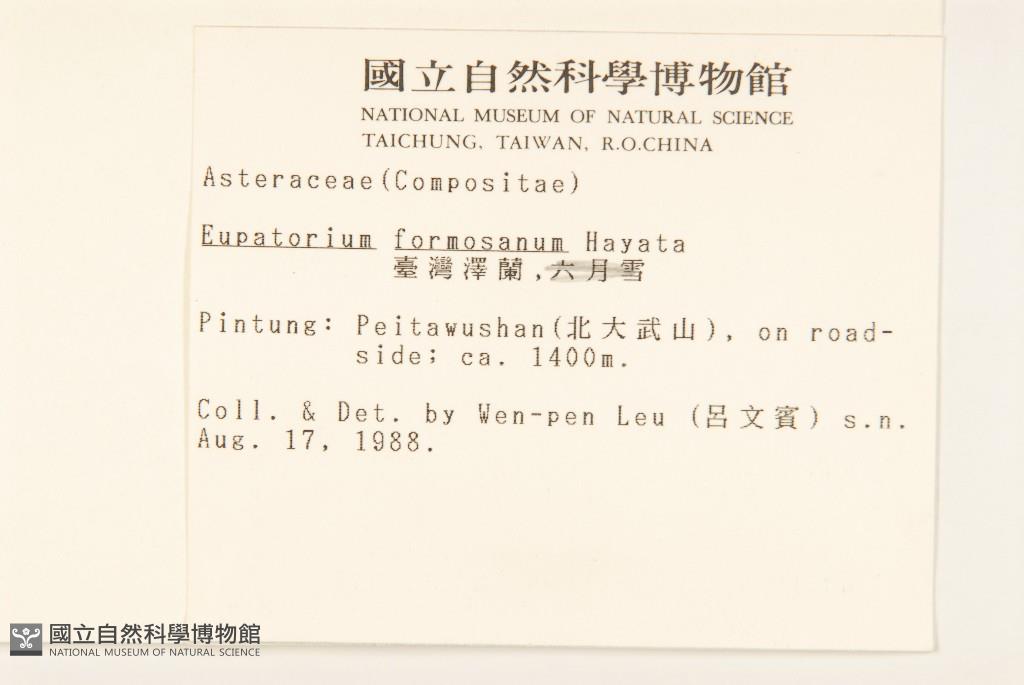 國立自然科學博物館
NATIONAL MUSEUM OF NATURAL SCIENCE
TAICHUNG, TAIWAN, R.O.CHINA
Asteraceae(Compositae)
Eupatorium formosanum Hayata
臺灣澤蘭,六月雪
Pintung: Peitawushan(北大武山), on road-
side; ca. 1400m.
Coll. & Det. by Wen-pen Leu (呂文賓) s.n.
Aug. 17, 1988.
國立自然科學博物館
NATIONAL MUSEUM OF NATURAL SCIENCE